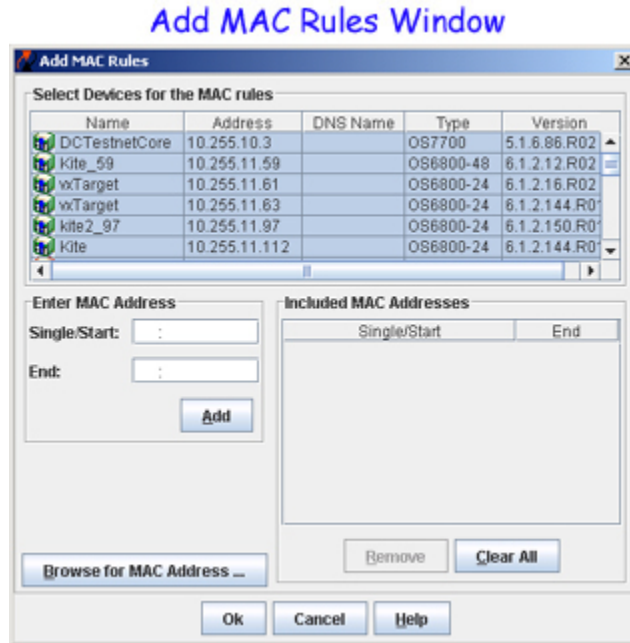 Add MAC Rules Window
Add MAC Rules
Select Devices for the MAC rules
Name Address DNS Name Type Version
DCTestnetCore 10.255.10.3 OS7700 5.1.6.86.R02
Kite_59 10.255.11.59 OS6800-48 6.1.2.12.R02
vxTarget 10.255.11.61 OS6800-24 6.1.2.16.R02
vxTarget 10.255.11.63 OS6800-24 6.1.2.144.R0
kite2_97 10.255.11.97 OS6800-24 6.1.2.150.R0
Kite 10.255.11.112 OS6800-24 6.1.2.144.R0
Enter MAC Address
Single/Start: :
End: :
Add
Included MAC Addresses
Single/Start End
Browse for MAC Address ...
Remove Clear All
Ok Cancel Help